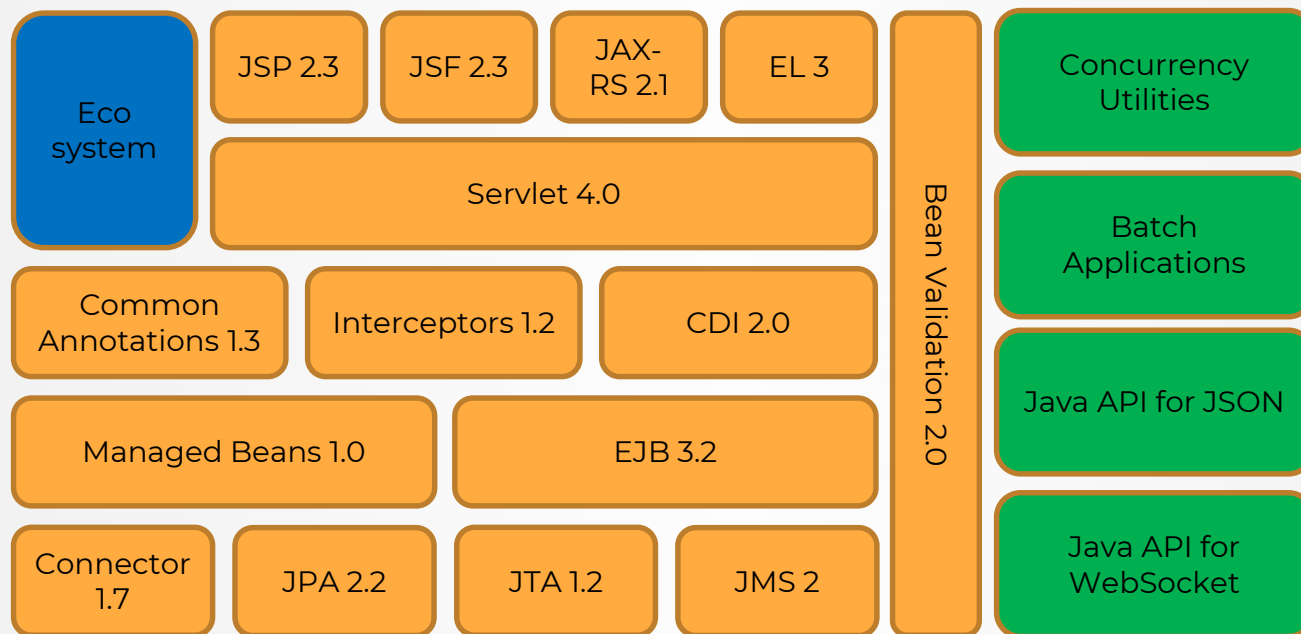 Eco
system
JSP 2.3
JSF 2.3
JAX-
RS 2.1
EL 3
Servlet 4.0
Common
Annotations 1.3
Interceptors 1.2
CDI 2.0
Managed Beans 1.0
EJB 3.2
Connector
1.7
JPA 2.2
JTA 1.2
JMS 2
Bean Validation 2.0
Concurrency
Utilities
Batch
Applications
Java API for JSON
Java API for
WebSocket